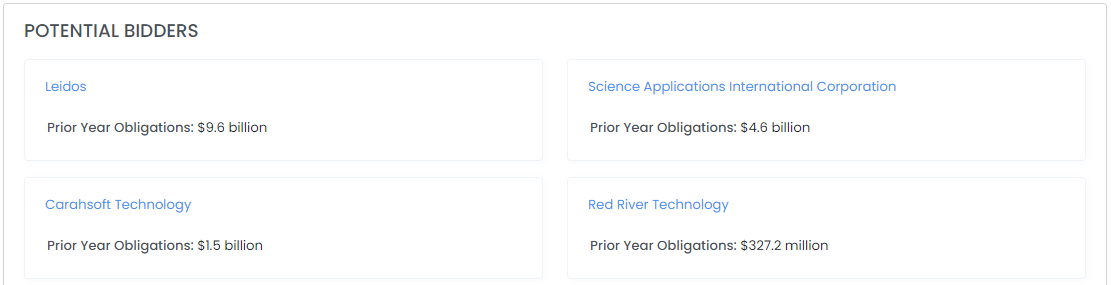 POTENTIAL BIDDERS
Leidos
Prior Year Obligations: $9.6 billion
Science Applications International Corporation
Prior Year Obligations: $4.6 billion
Carahsoft Technology
Prior Year Obligations: $1.5 billion
Red River Technology
Prior Year Obligations: $327.2 million